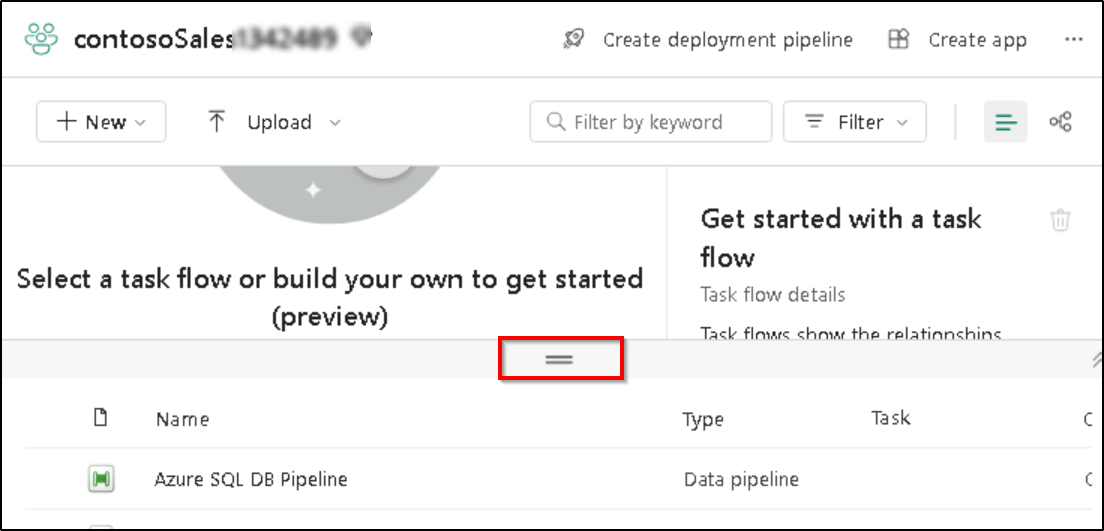 contosoSales
Create deployment pipeline
Create app
New
Upload
Filter by keyword
Filter
Get started with a task
flow
Task flow details
Task flows show the relationships
Select a task flow or build your own to get started
(preview)
Name
Type
Task
Azure SQL DB Pipeline
Data pipeline